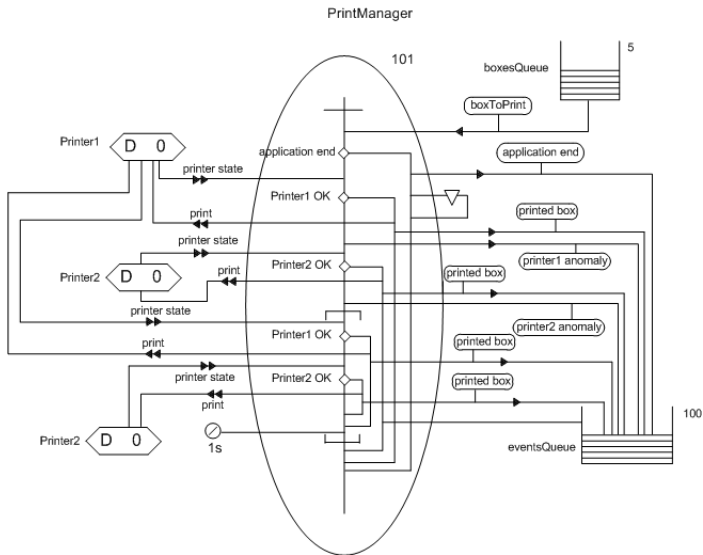 PrintManager
101
5
boxesQueue
boxToPrint
Printer1
D 0
application end
application end
printer state
Printer1 OK
print
printed box
printer state
Printer2 OK
printer1 anomaly
Printer2
D 0
print
printed box
printer state
printer2 anomaly
Printer1 OK
print
printed box
printer state
Printer2 OK
printed box
print
100
Printer2
D 0
1s
eventsQueue